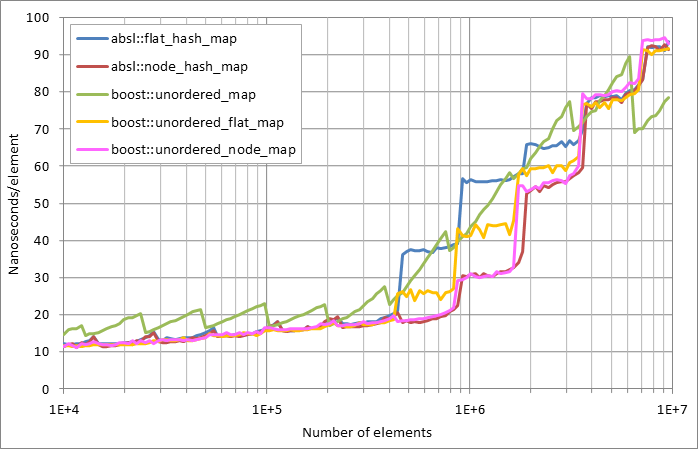 100
90
80
70
60
50
40
30
20
10
0
Nanoseconds/element
absl::flat_hash_map
absl::node_hash_map
boost::unordered_map
boost::unordered_flat_map
boost::unordered_node_map
1E+4
1E+5
1E+6
1E+7
Number of elements